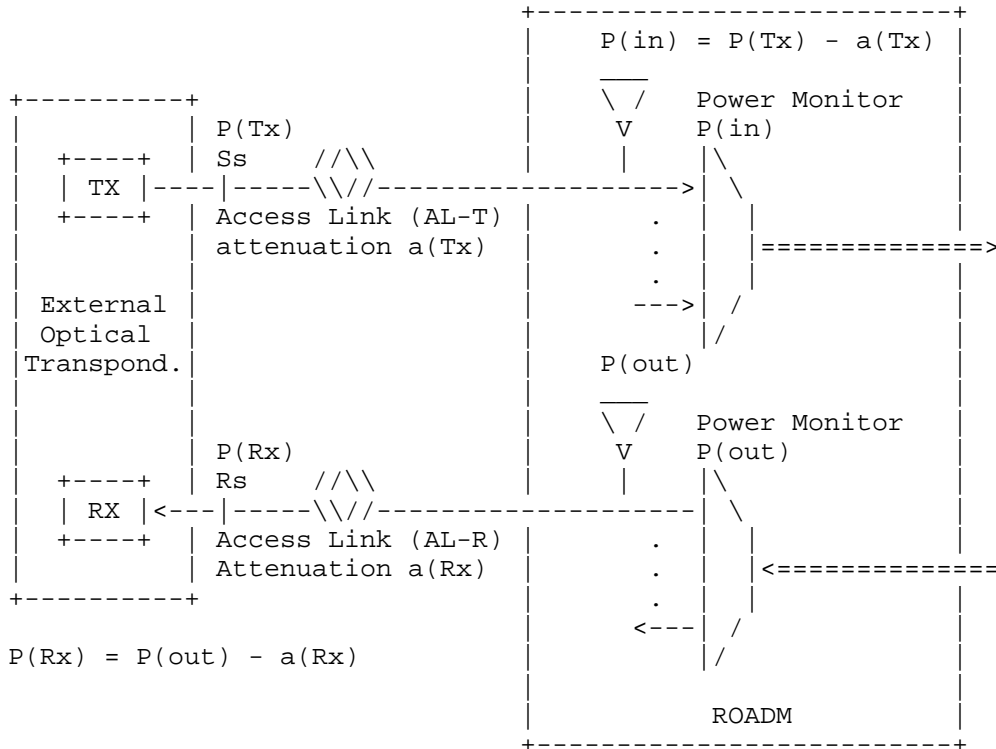 P(in) = P(Tx) - a(Tx)
Power Monitor
P(Tx) V P(in)
Ss
TX
Access Link (AL-T)
attenuation a(Tx)
External
Optical
Transpond.
P(out)
Power Monitor
P(Rx) V P(out)
Rs
RX
Access Link (AL-R)
Attenuation a(Rx)
P(Rx) = P(out) - a(Rx)
ROADM